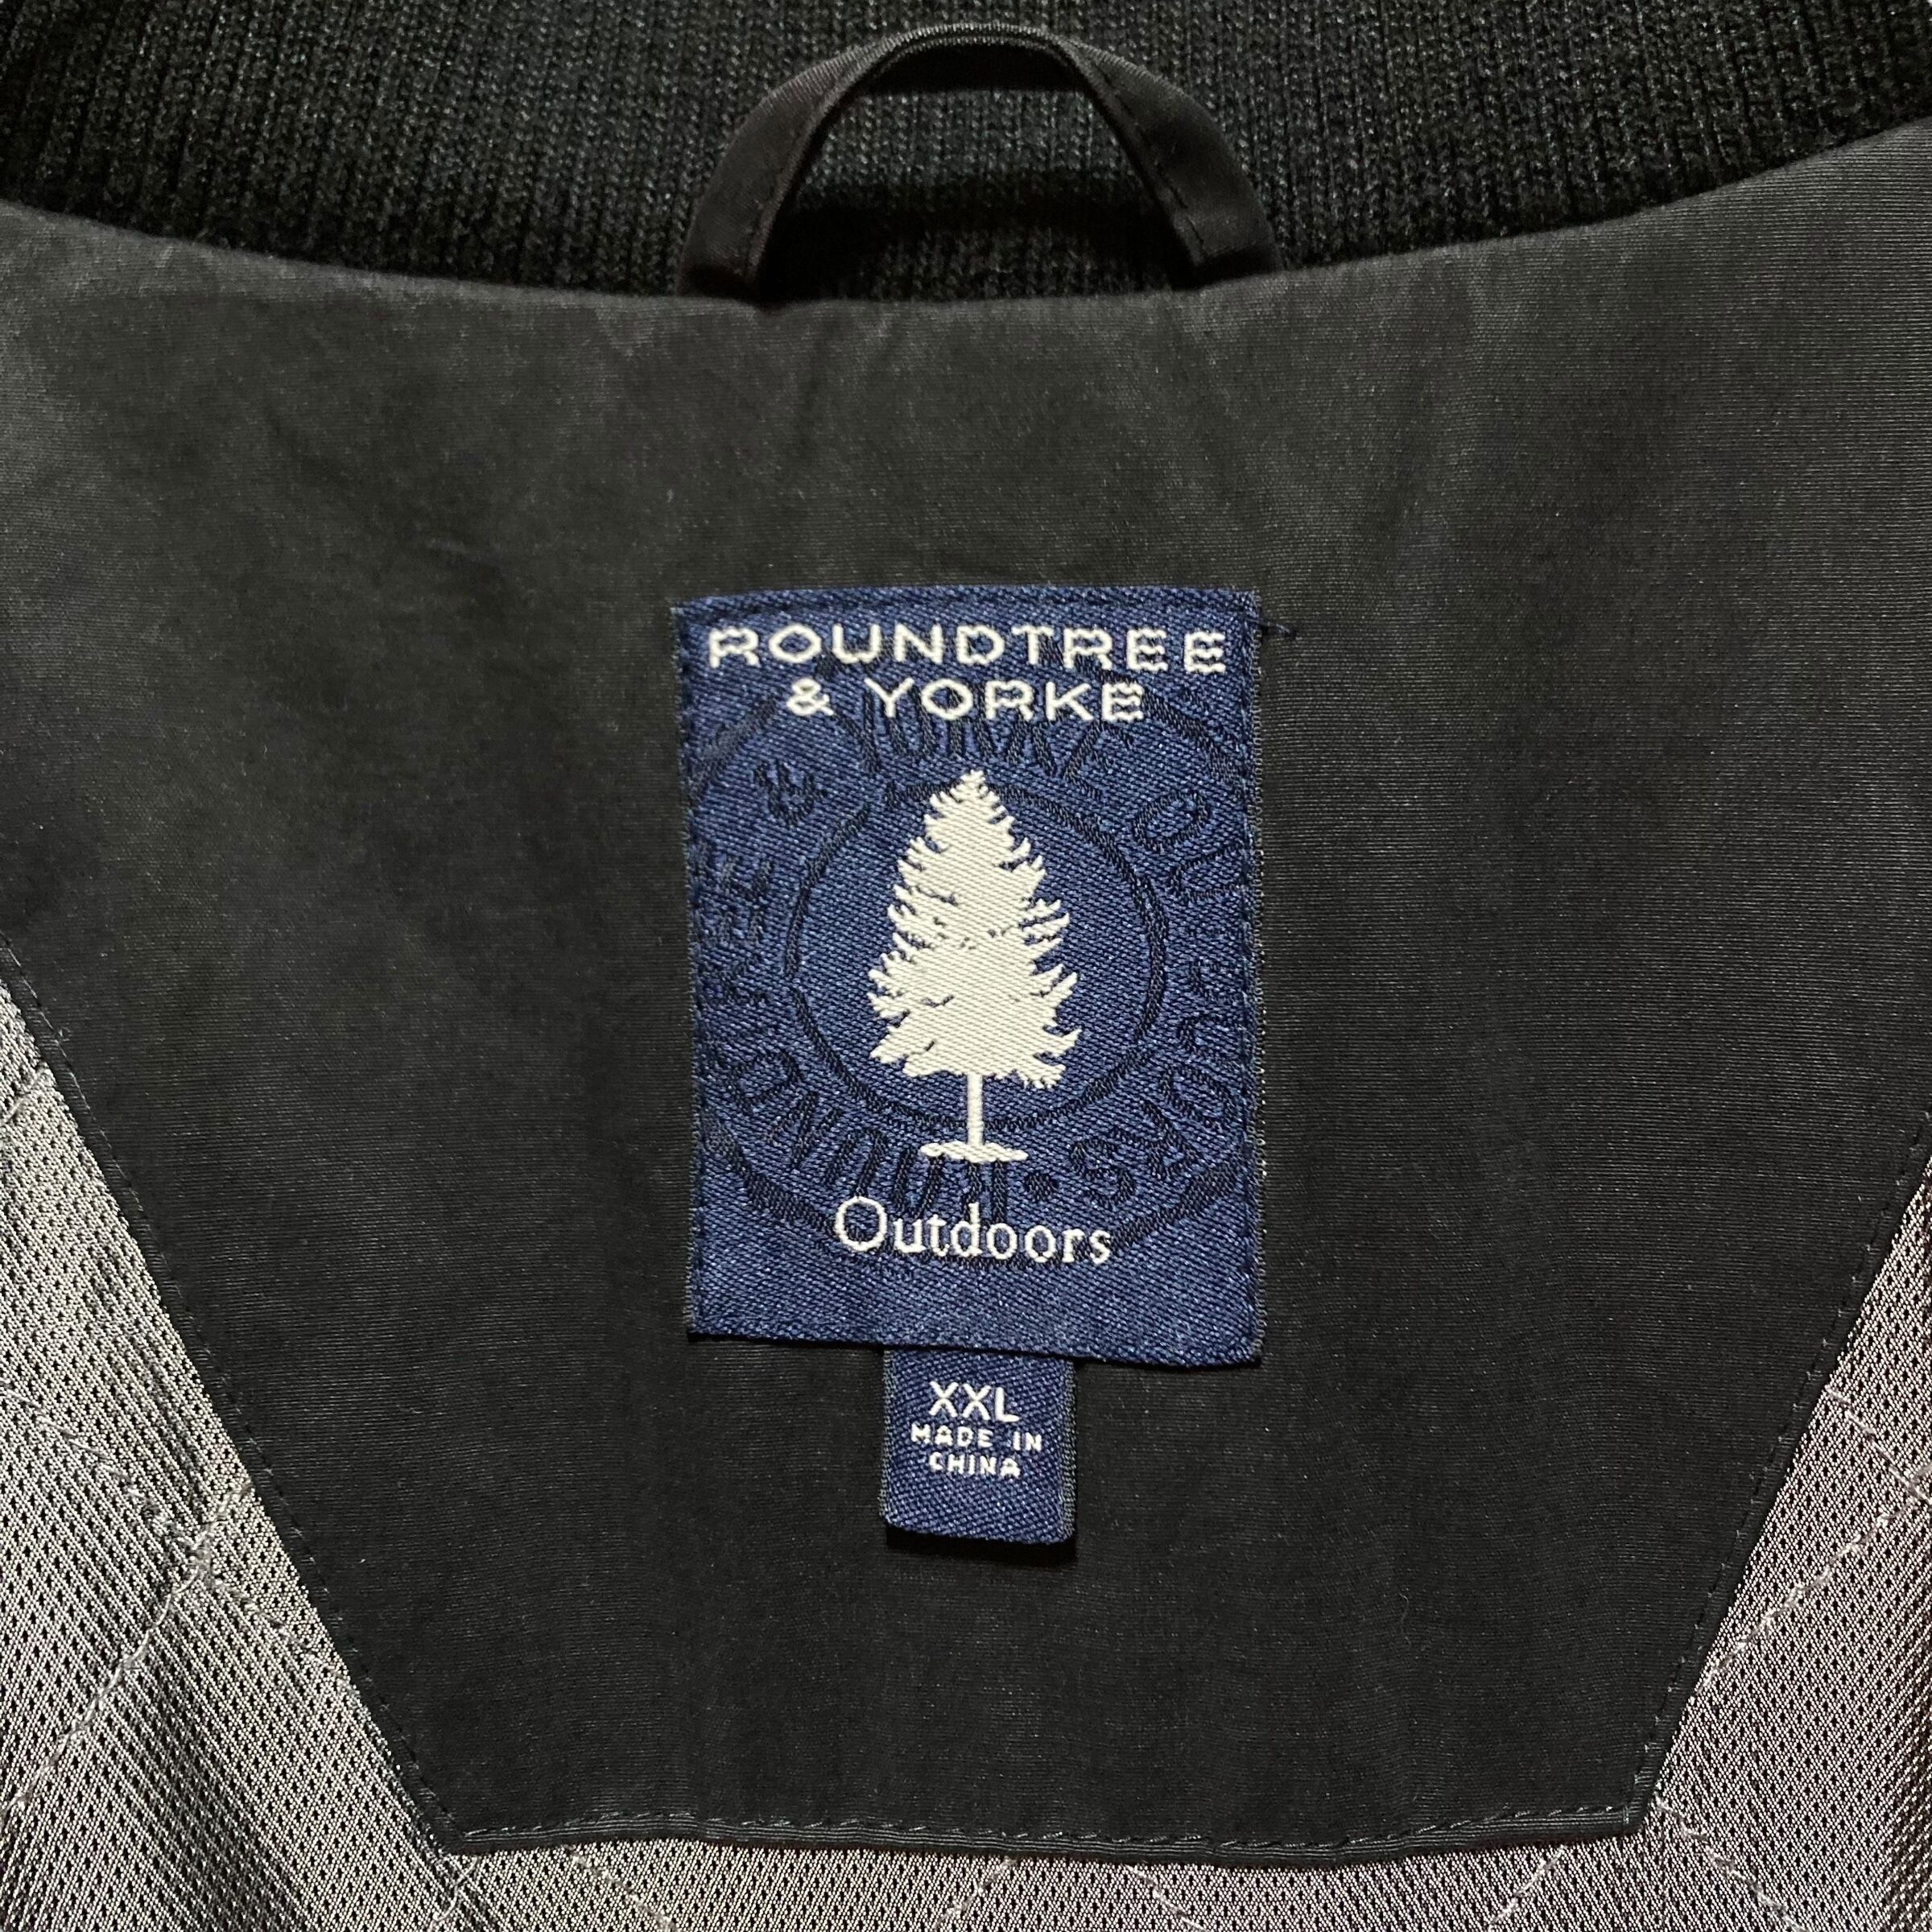 ROUNDTREE
& YORKE
Outdoors
XXL
MADE IN
CHINA